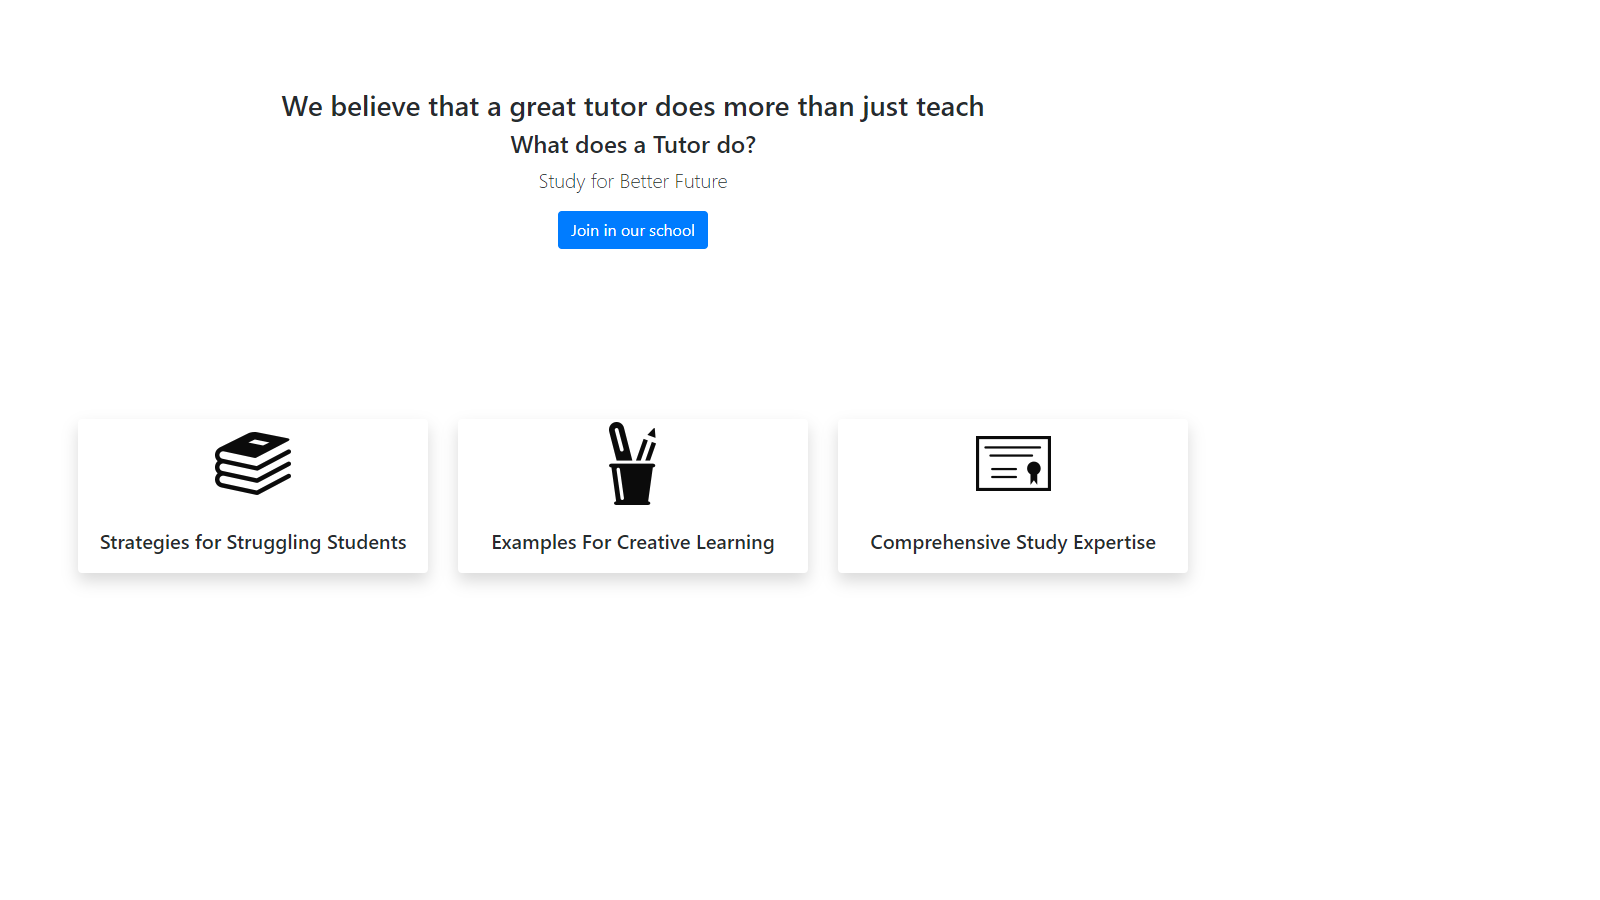 We believe that a great tutor does more than just teach
What does a Tutor do?
Study for Better Future
Join in our school
Strategies for Struggling Students
Examples For Creative Learning
Comprehensive Study Expertise